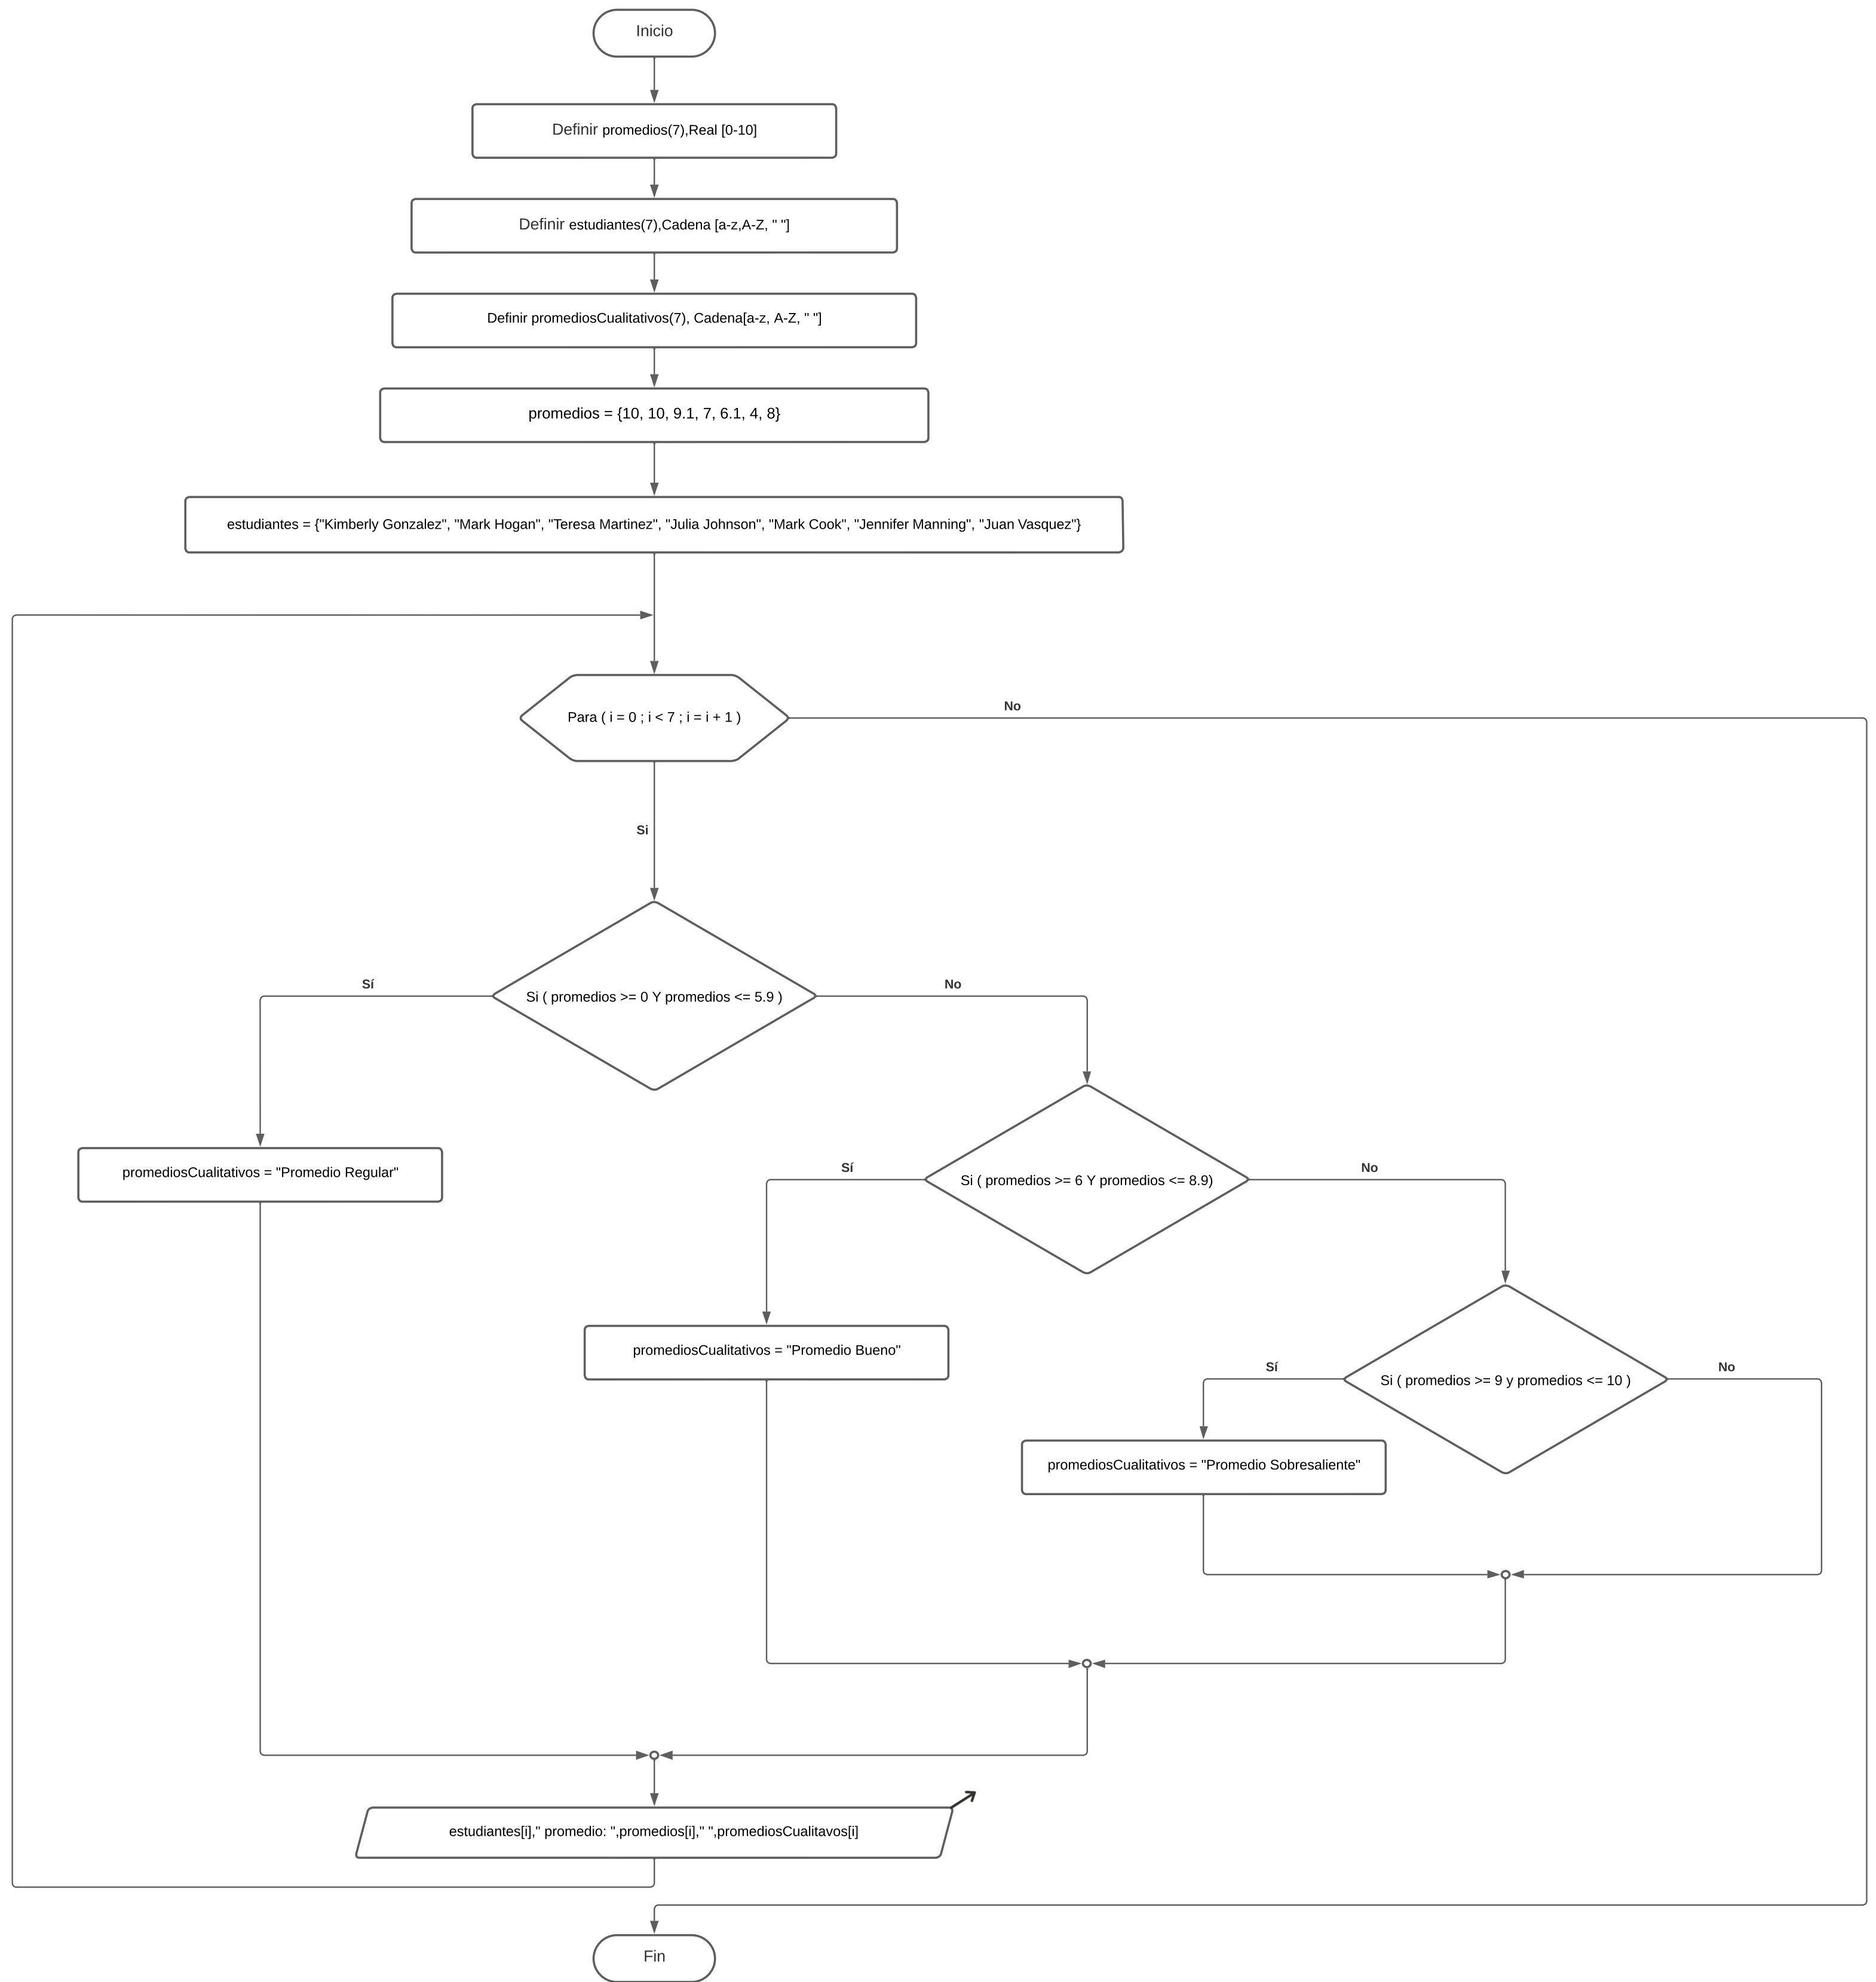 Inicio
Definir promedios(7),Real [0-10]
Definir estudiantes(7),Cadena [a-z,A-Z, " "]
Definir promediosCualitativos(7), Cadena[a-z, A-Z, " "]
promedios = {10, 10, 9.1, 7, 6.1, 4, 8}
estudiantes = {"Kimberly Gonzalez", "Mark Hogan", "Teresa Martinez", "Julia Johnson", "Mark Cook", "Jennifer Manning", "Juan Vasquez"}
Para ( i = 0 ; i < 7 ; i = i + 1 )
No
Si
Si ( promedios >= 0 Y promedios <= 5.9 )
Sí
No
promediosCualitativos = "Promedio Regular"
Si ( promedios >= 6 Y promedios <= 8.9)
Sí
No
promediosCualitativos = "Promedio Bueno"
Si ( promedios >= 9 y promedios <= 10 )
Sí
No
promediosCualitativos = "Promedio Sobresaliente"
estudiantes[i]," promedio: ",promedios[i]," ",promediosCualitavos[i]
Fin